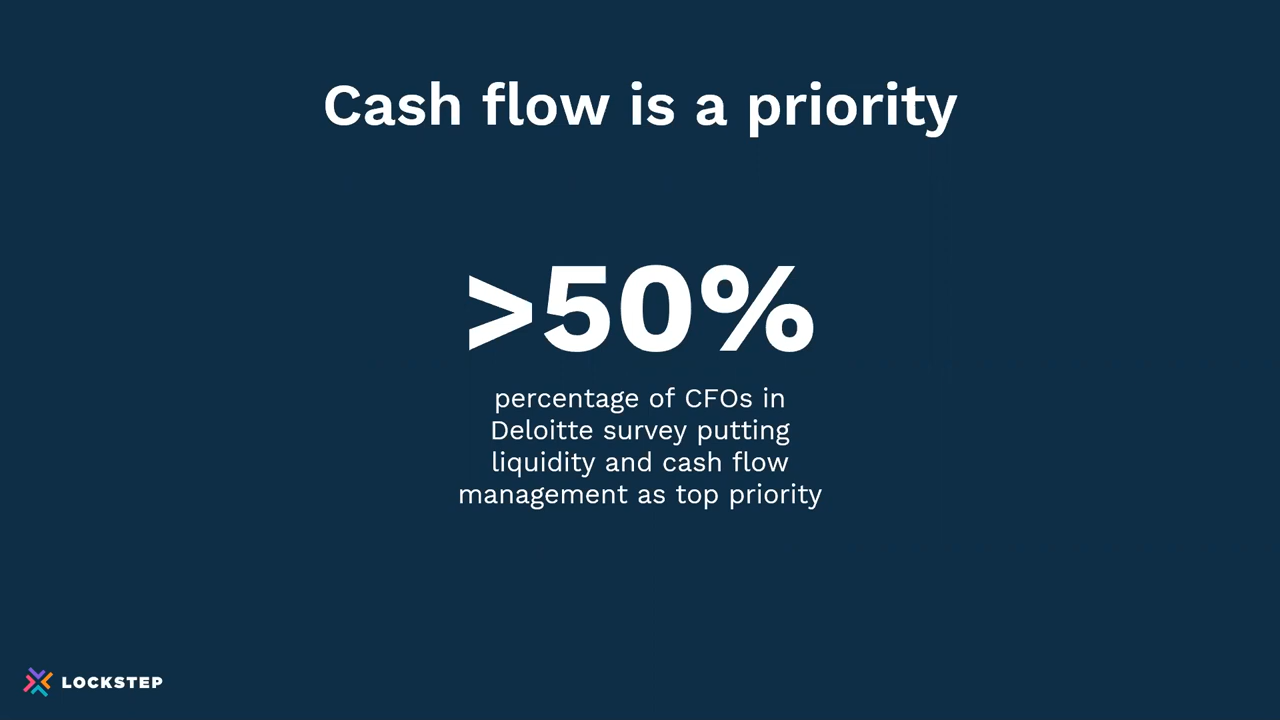 Cash flow is a priority
>50%
percentage of CFOs in
Deloitte survey putting
liquidity and cash flow
management as top priority
LOCKSTEP